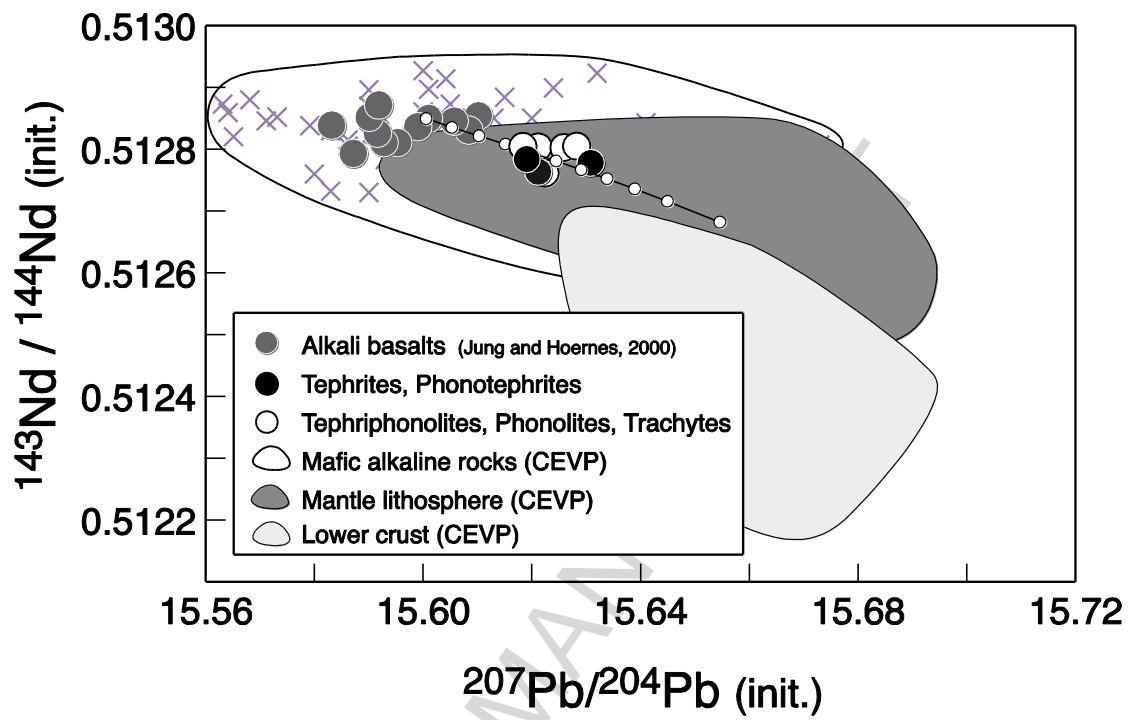 0.5130
0.5128
0.5126
0.5124
0.5122
143Nd / 144Nd (init.)
Alkali basalts (Jung and Hoernes, 2000)
Tephrites, Phonotephrites
Tephriphonolites, Phonolites, Trachytes
Mafic alkaline rocks (CEVP)
Mantle lithosphere (CEVP)
Lower crust (CEVP)
15.56 15.60 15.64 15.68 15.72
207Pb/204Pb (init.)
MAN